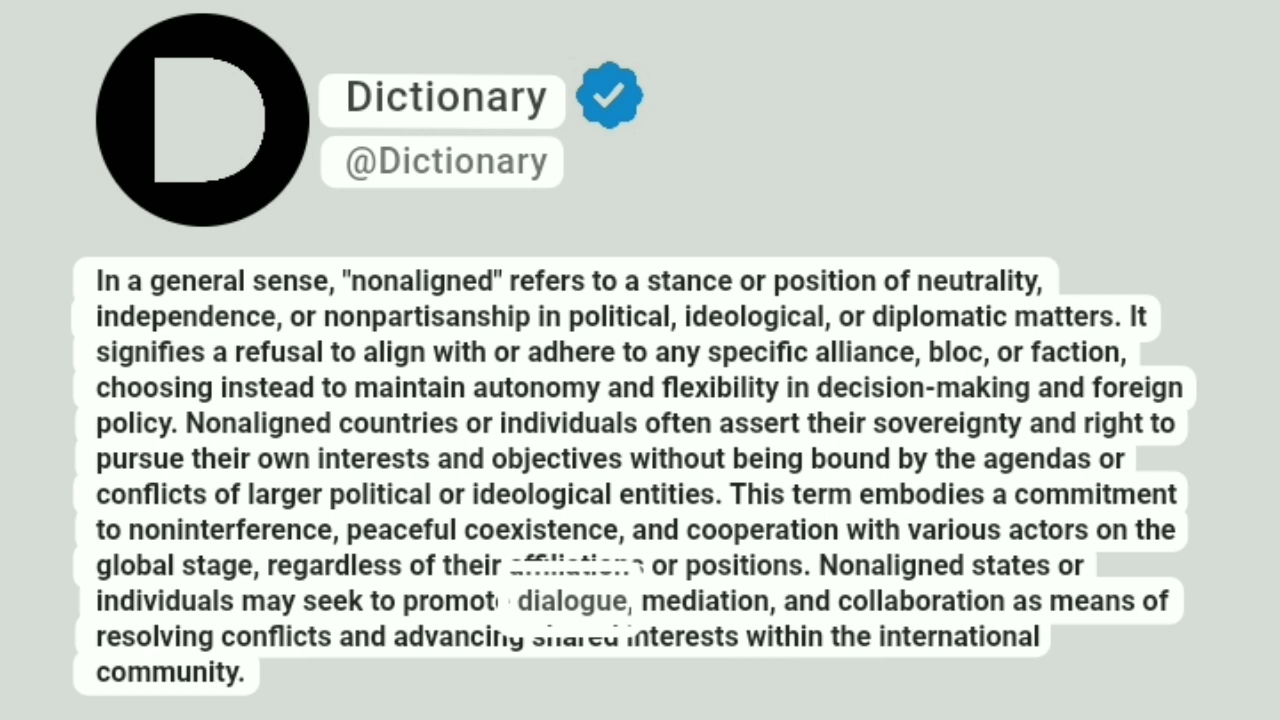 D
Dictionary
@Dictionary
In a general sense, "nonaligned" refers to a stance or position of neutrality,
independence, or nonpartisanship in political, ideological, or diplomatic matters. It
signifies a refusal to align with or adhere to any specific alliance, bloc, or faction,
choosing instead to maintain autonomy and flexibility in decision-making and foreign
policy. Nonaligned countries or individuals often assert their sovereignty and right to
pursue their own interests and objectives without being bound by the agendas or
conflicts of larger political or ideological entities. This term embodies a commitment
to noninterference, peaceful coexistence, and cooperation with various actors on the
global stage, regardless of their affiliations or positions. Nonaligned states or
individuals may seek to promote dialogue, mediation, and collaboration as means of
resolving conflicts and advancing shared interests within the international
community.